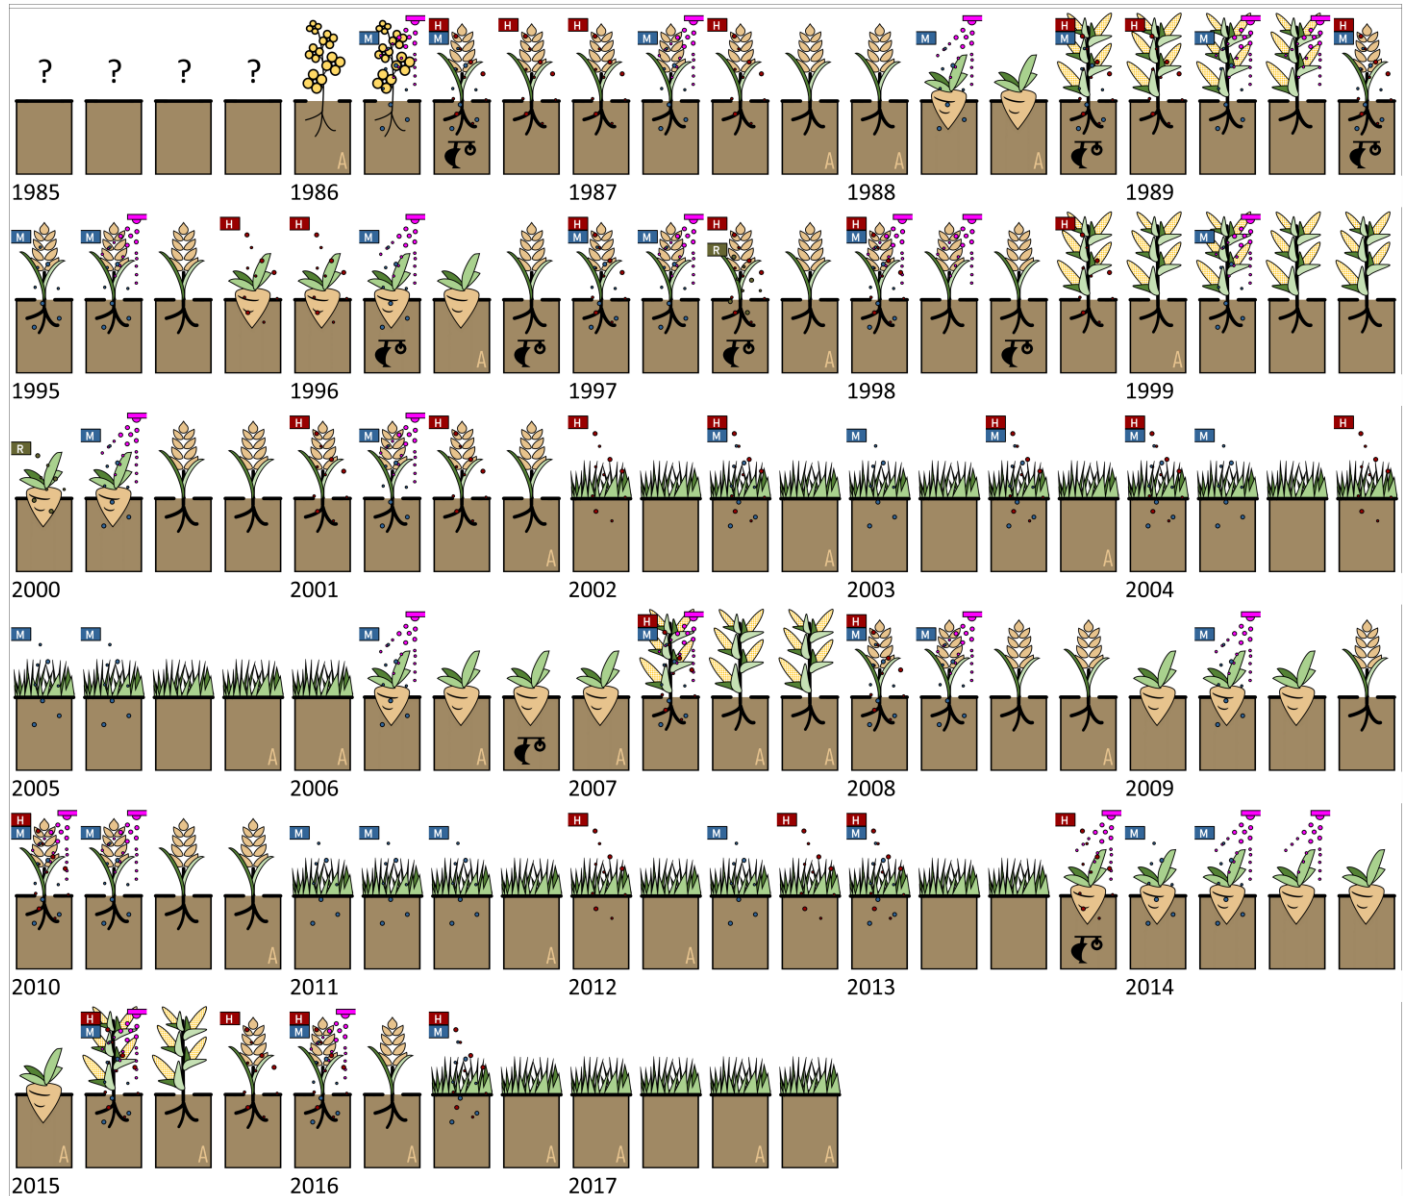 H H H H H H H
M M M M M M M
? ? ? ?
A A A A
1985 1986 1987 1988 1989
H H H H H H
M M M M M M M
R
A A A
1995 1996 1997 1998 1999
H H H H H H H
M M M M M M M
R
A A A
2000 2001 2002 2003 2004
H H
M M M M M M M
A A A A A
2005 2006 2007 2008 2009
H H H H H
M M M M M M M M M
A A A
2010 2011 2012 2013 2014
H H H H
M M M
A A A A A A A A
2015 2016 2017